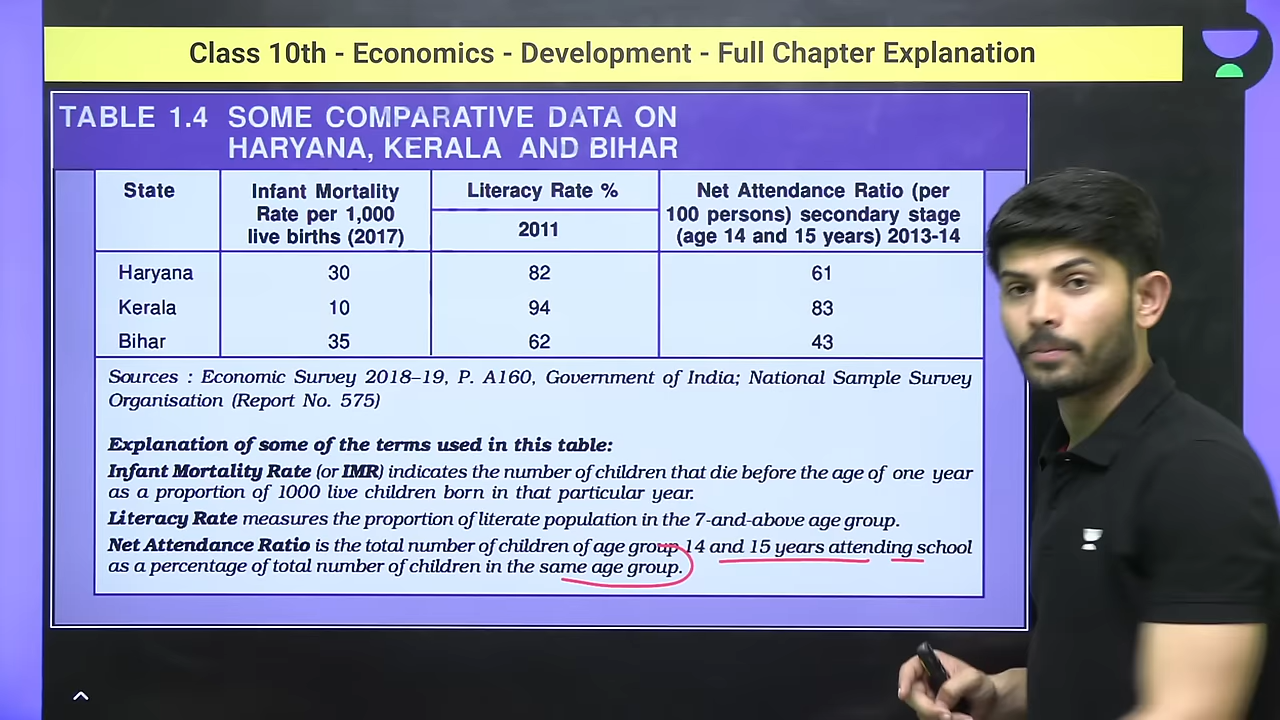 Class 10th - Economics - Development - Full Chapter Explanation
TABLE 1.4 SOME COMPARATIVE DATA ON
HARYANA, KERALA AND BIHAR
State
Infant Mortality
Rate per 1,000
live births (2017)
Literacy Rate %
2011
Net Attendance Ratio (per
100 persons) secondary stage
(age 14 and 15 years) 2013-14
Haryana 30 82 61
Kerala 10 94 83
Bihar 35 62 43
Sources : Economic Survey 2018–19, P. A160, Government of India; National Sample Survey
Organisation (Report No. 575)
Explanation of some of the terms used in this table:
Infant Mortality Rate (or IMR) indicates the number of children that die before the age of one year
as a proportion of 1000 live children born in that particular year.
Literacy Rate measures the proportion of literate population in the 7-and-above age group.
Net Attendance Ratio is the total number of children of age group 14 and 15 years attending school
as a percentage of total number of children in the same age group.